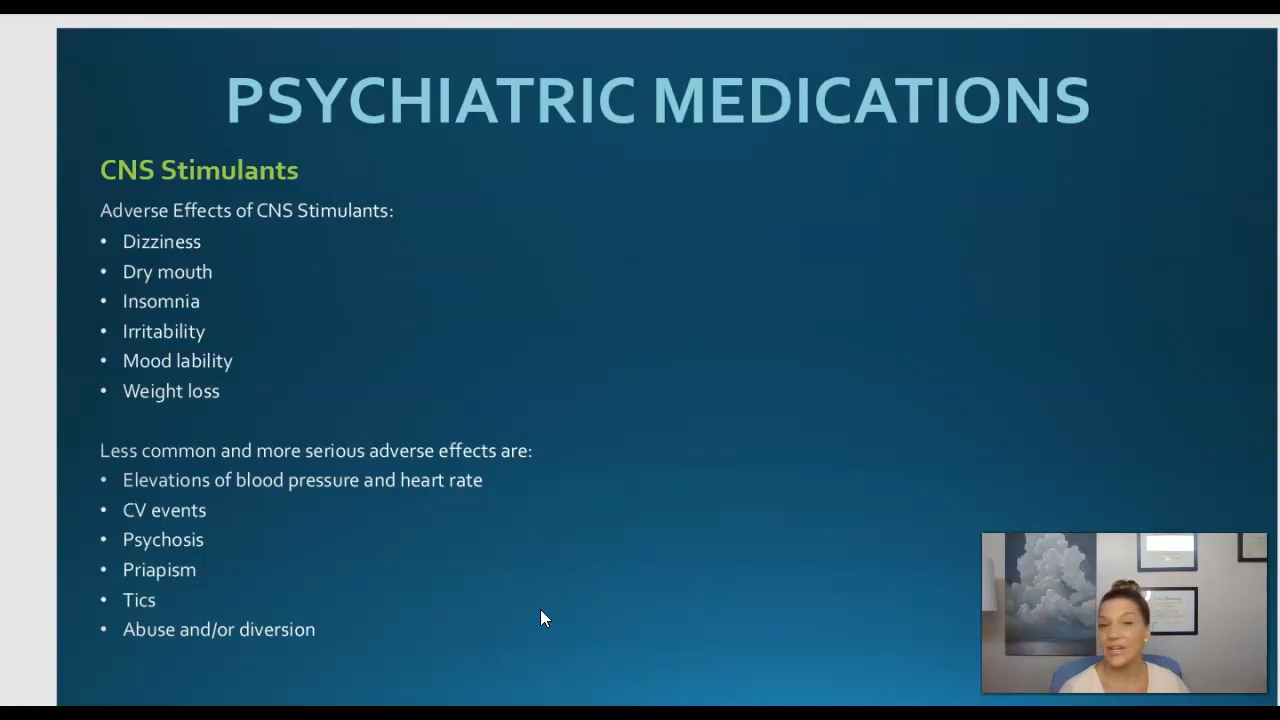 PSYCHIATRIC MEDICATIONS
CNS Stimulants
Adverse Effects of CNS Stimulants:
• Dizziness
• Dry mouth
• Insomnia
• Irritability
• Mood lability
• Weight loss
Less common and more serious adverse effects are:
• Elevations of blood pressure and heart rate
• CV events
• Psychosis
• Priapism
• Tics
• Abuse and/or diversion